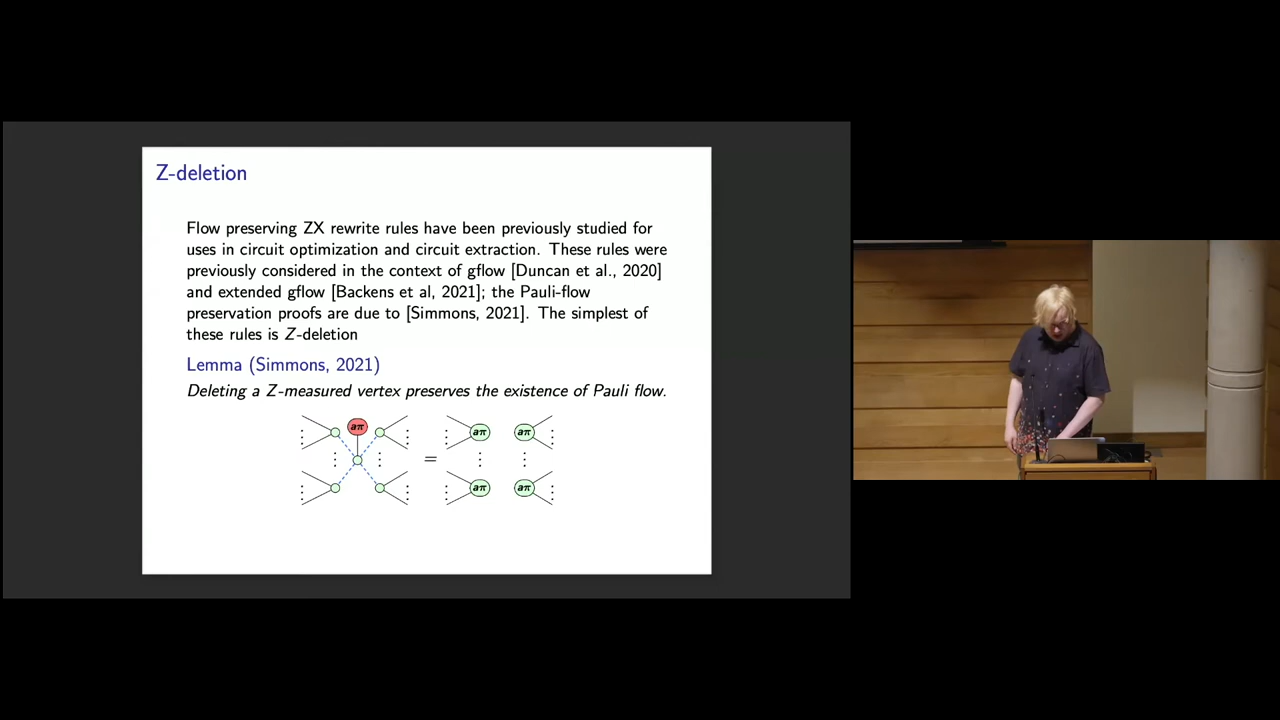 Z-deletion
Flow preserving ZX rewrite rules have been previously studied for
uses in circuit optimization and circuit extraction. These rules were
previously considered in the context of gflow [Duncan et al., 2020]
and extended gflow [Backens et al, 2021]; the Pauli-flow
preservation proofs are due to [Simmons, 2021]. The simplest of
these rules is Z-deletion
Lemma (Simmons, 2021)
Deleting a Z-measured vertex preserves the existence of Pauli flow.
aπ
=
aπ aπ
aπ aπ